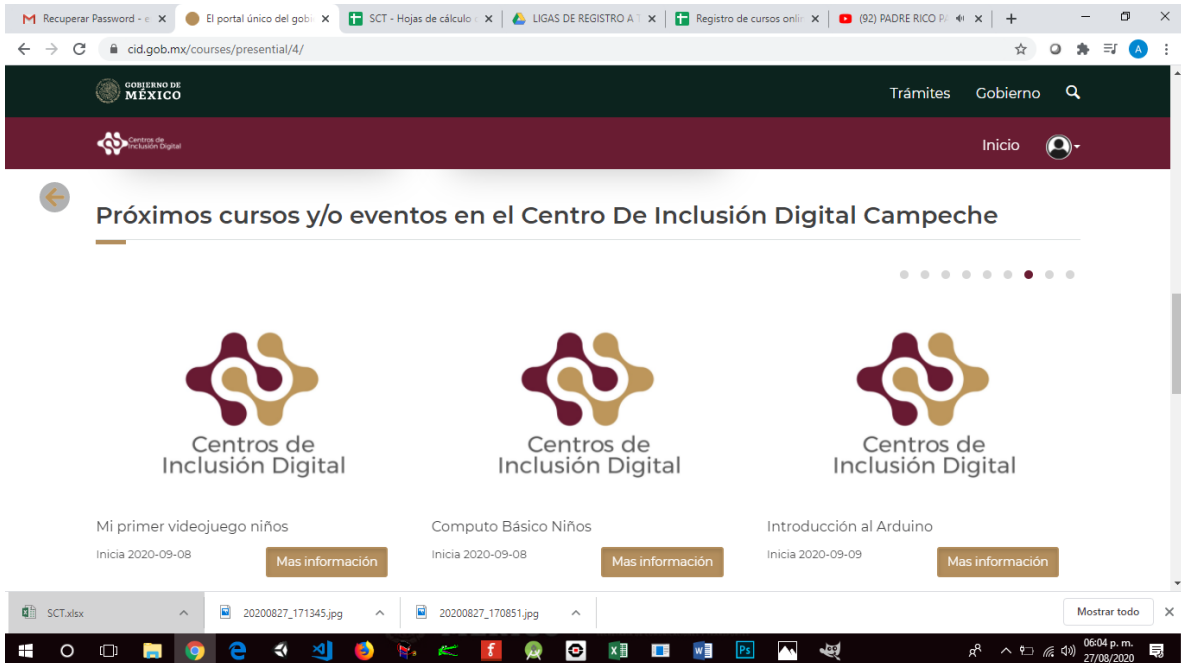 Recuperar Password - e
El portal único del gobi
SCT - Hojas de cálculo
LIGAS DE REGISTRO A T
Registro de cursos onlin
(92) PADRE RICO P
cid.gob.mx/courses/presential/4/
A
GOBIERNO DE
MÉXICO
Trámites
Gobierno
Centros de
Inclusión Digital
Inicio
Próximos cursos y/o eventos en el Centro De Inclusión Digital Campeche
Centros de
Inclusión Digital
Centros de
Inclusión Digital
Centros de
Inclusión Digital
Mi primer videojuego niños
Inicia 2020-09-08
Mas información
Computo Básico Niños
Inicia 2020-09-08
Mas información
Introducción al Arduino
Inicia 2020-09-09
Mas información
SCT.xlsx
20200827_171345.jpg
20200827_170851.jpg
Mostrar todo
Ps
06:04 p. m.
27/08/2020